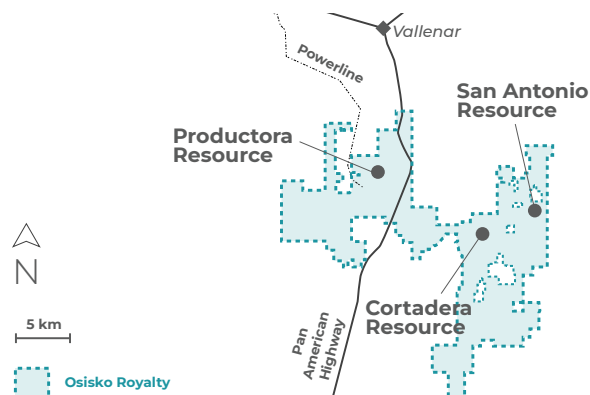 Vallenar
Powerline
San Antonio
Resource
Productora
Resource
N
Cortadera
Resource
5 km
Pan
American
Highway
Osisko Royalty